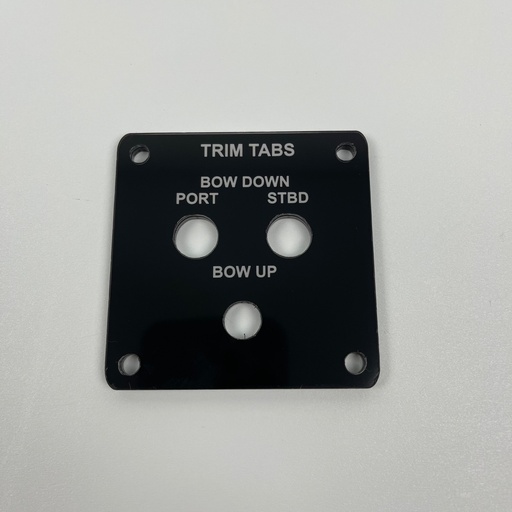 TRIM TABS
BOW DOWN
PORT STBD
BOW UP